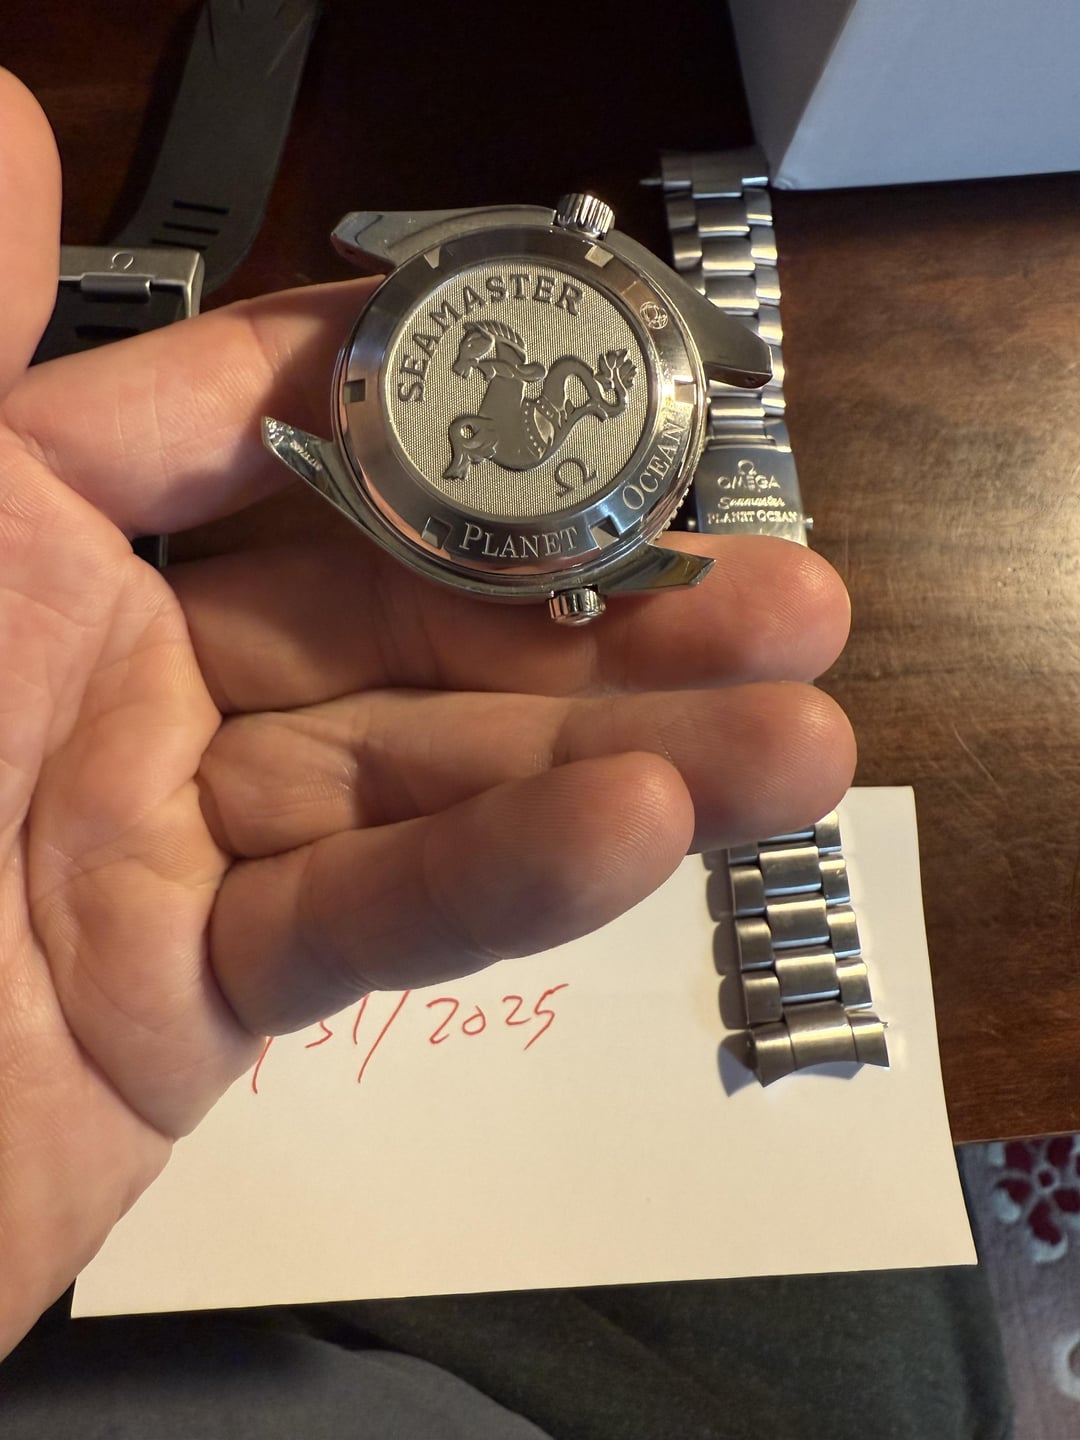 SEAMASTER
Ω
PLANET OCEAN
Ω
OMEGA
Seamaster
PLANET OCEAN
Ω
/31/2025